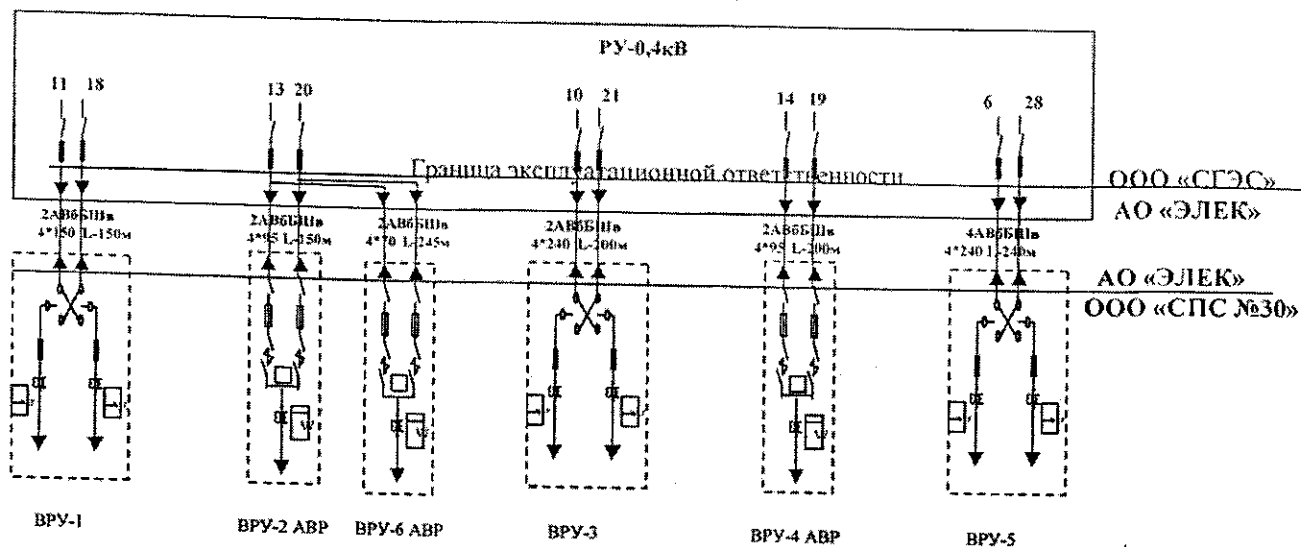 РУ-0,4кВ
11 18 13 20 10 21 14 19 6 28
Граница эксплуатационной ответственности
ООО «СГЭС»
АО «ЭЛЕК»
2АВбБШв 2АВбБШв 2АВбБШв 2АВбБШв 2АВбБШв 4АВбБШв
4*150 L-150м 4*95 L-150м 4*70 L-245м 4*240 L-200м 4*95 L-200м 4*240 L-240м
АО «ЭЛЕК»
ООО «СПС №30»
ВРУ-1 ВРУ-2 АВР ВРУ-6 АВР ВРУ-3 ВРУ-4 АВР ВРУ-5